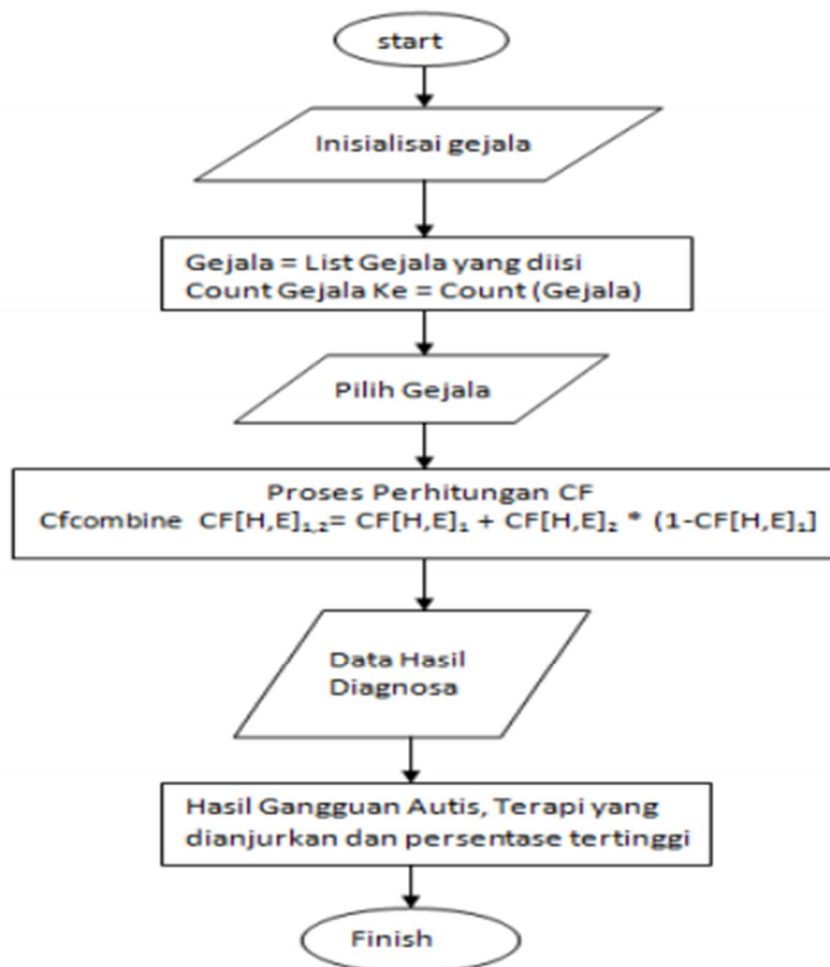 start
Inisialisai gejala
Gejala = List Gejala yang diisi
Count Gejala Ke = Count (Gejala)
Pilih Gejala
Proses Perhitungan CF
Cfcombine CF[H,E]₁,₂= CF[H,E]₁ + CF[H,E]₂ * (1-CF[H,E]₁]
Data Hasil
Diagnosa
Hasil Gangguan Autis, Terapi yang
dianjurkan dan persentase tertinggi
Finish